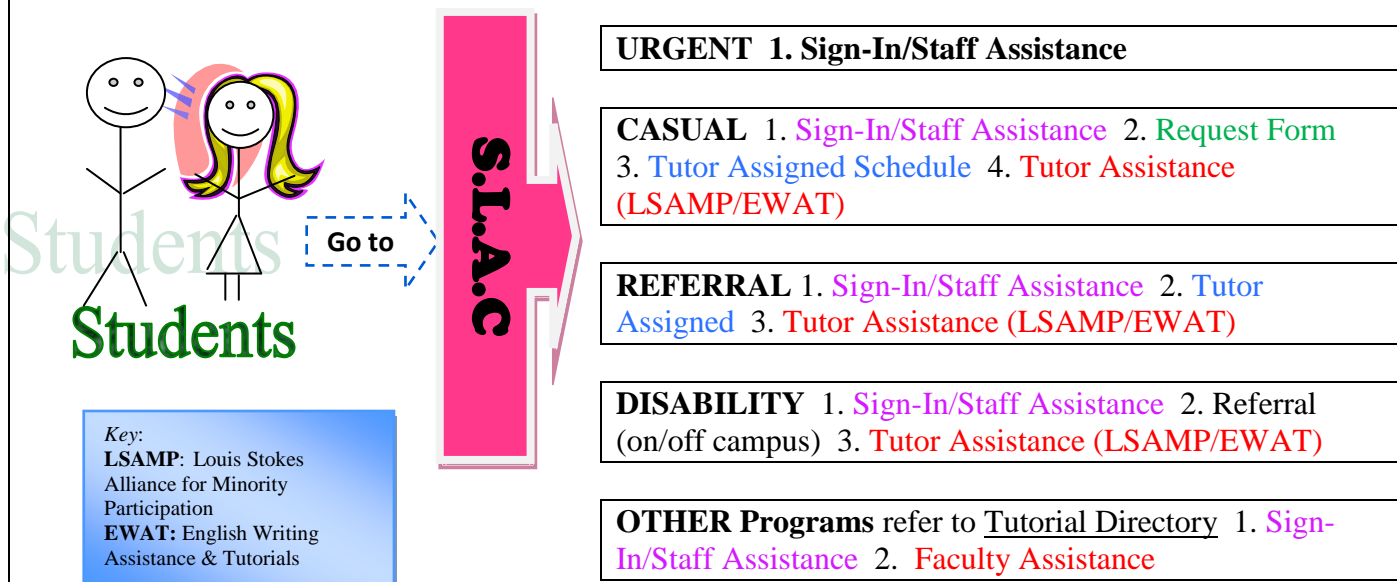 Students
Students
Go to
S.L.A.C
Key:
LSAMP: Louis Stokes
Alliance for Minority
Participation
EWAT: English Writing
Assistance & Tutorials
URGENT 1. Sign-In/Staff Assistance
CASUAL 1. Sign-In/Staff Assistance 2. Request Form
3. Tutor Assigned Schedule 4. Tutor Assistance
(LSAMP/EWAT)
REFERRAL 1. Sign-In/Staff Assistance 2. Tutor
Assigned 3. Tutor Assistance (LSAMP/EWAT)
DISABILITY 1. Sign-In/Staff Assistance 2. Referral
(on/off campus) 3. Tutor Assistance (LSAMP/EWAT)
OTHER Programs refer to Tutorial Directory 1. Sign-
In/Staff Assistance 2. Faculty Assistance